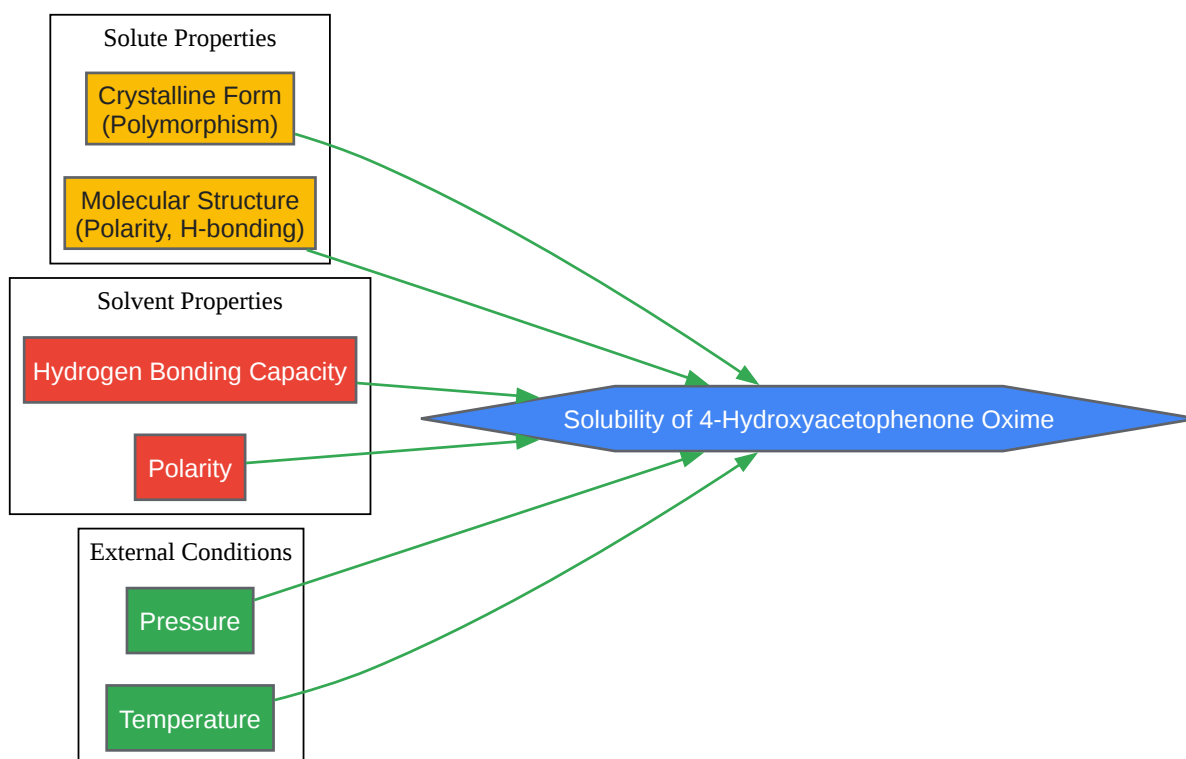 Solute Properties
Crystalline Form
(Polymorphism)
Molecular Structure
(Polarity, H-bonding)
Solvent Properties
Hydrogen Bonding Capacity
Polarity
External Conditions
Pressure
Temperature
Solubility of 4-Hydroxyacetophenone Oxime